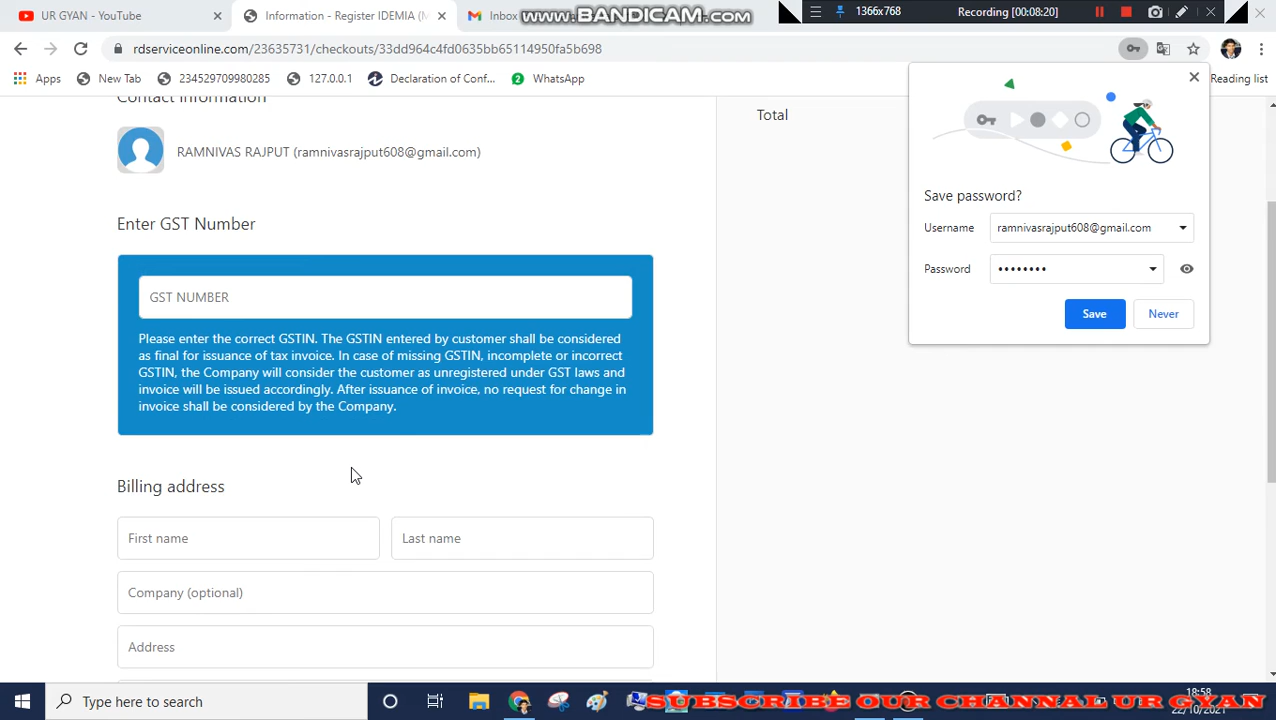 UR GYAN - YouTube
Information - Register IDEMIA (M
Inbox
www.BANDICAM.com
1366x768
Recording [00:08:20]
rdserviceonline.com/23635731/checkouts/33dd964c4fd0635bb65114950fa5b698
Apps
New Tab
234529709980285
127.0.0.1
Declaration of Conf...
WhatsApp
Reading list
Contact information
RAMNIVAS RAJPUT (ramnivasrajput608@gmail.com)
Total
Save password?
Username
ramnivasrajput608@gmail.com
Password
••••••••
Save
Never
Enter GST Number
GST NUMBER
Please enter the correct GSTIN. The GSTIN entered by customer shall be considered
as final for issuance of tax invoice. In case of missing GSTIN, incomplete or incorrect
GSTIN, the Company will consider the customer as unregistered under GST laws and
invoice will be issued accordingly. After issuance of invoice, no request for change in
invoice shall be considered by the Company.
Billing address
First name
Last name
Company (optional)
Address
Type here to search
SUBSCRIBE OUR CHANNAL UR GYAN
18:58
22/10/2021